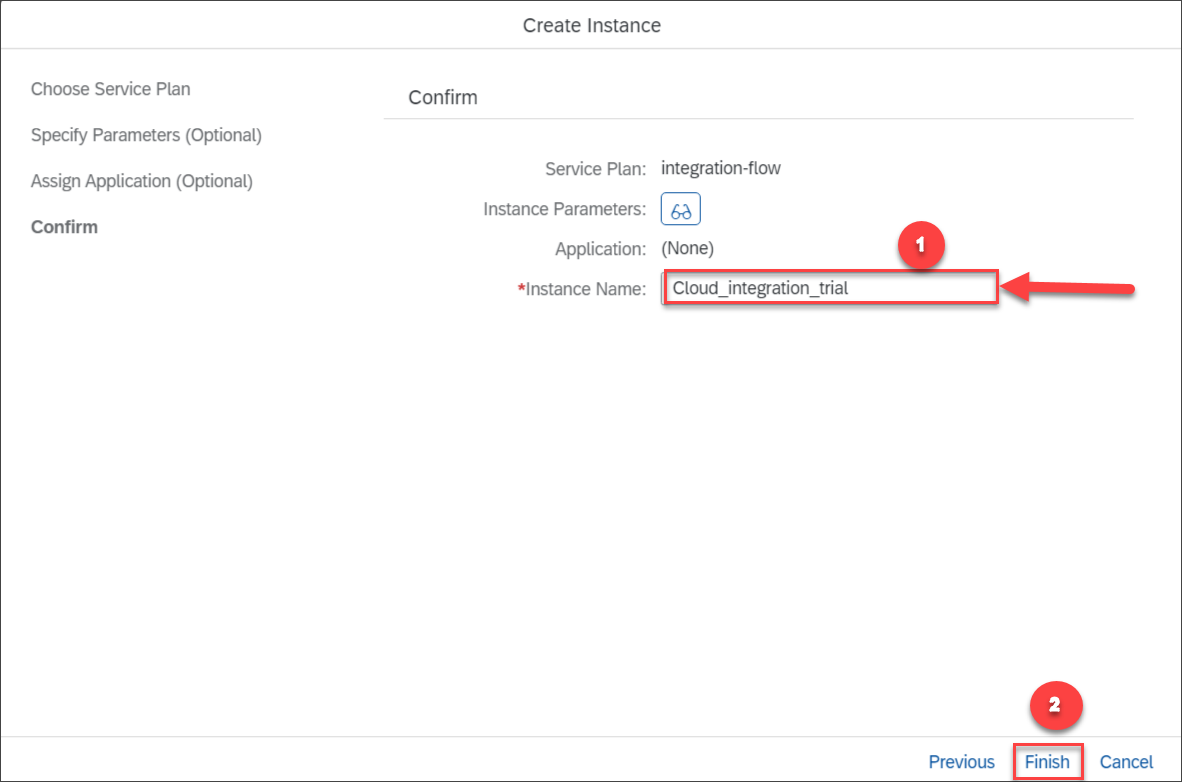 Create Instance
Choose Service Plan
Specify Parameters (Optional)
Assign Application (Optional)
Confirm
Confirm
Service Plan: integration-flow
Instance Parameters:
Application: (None)
1
*Instance Name: Cloud_integration_trial
2
Previous Finish Cancel